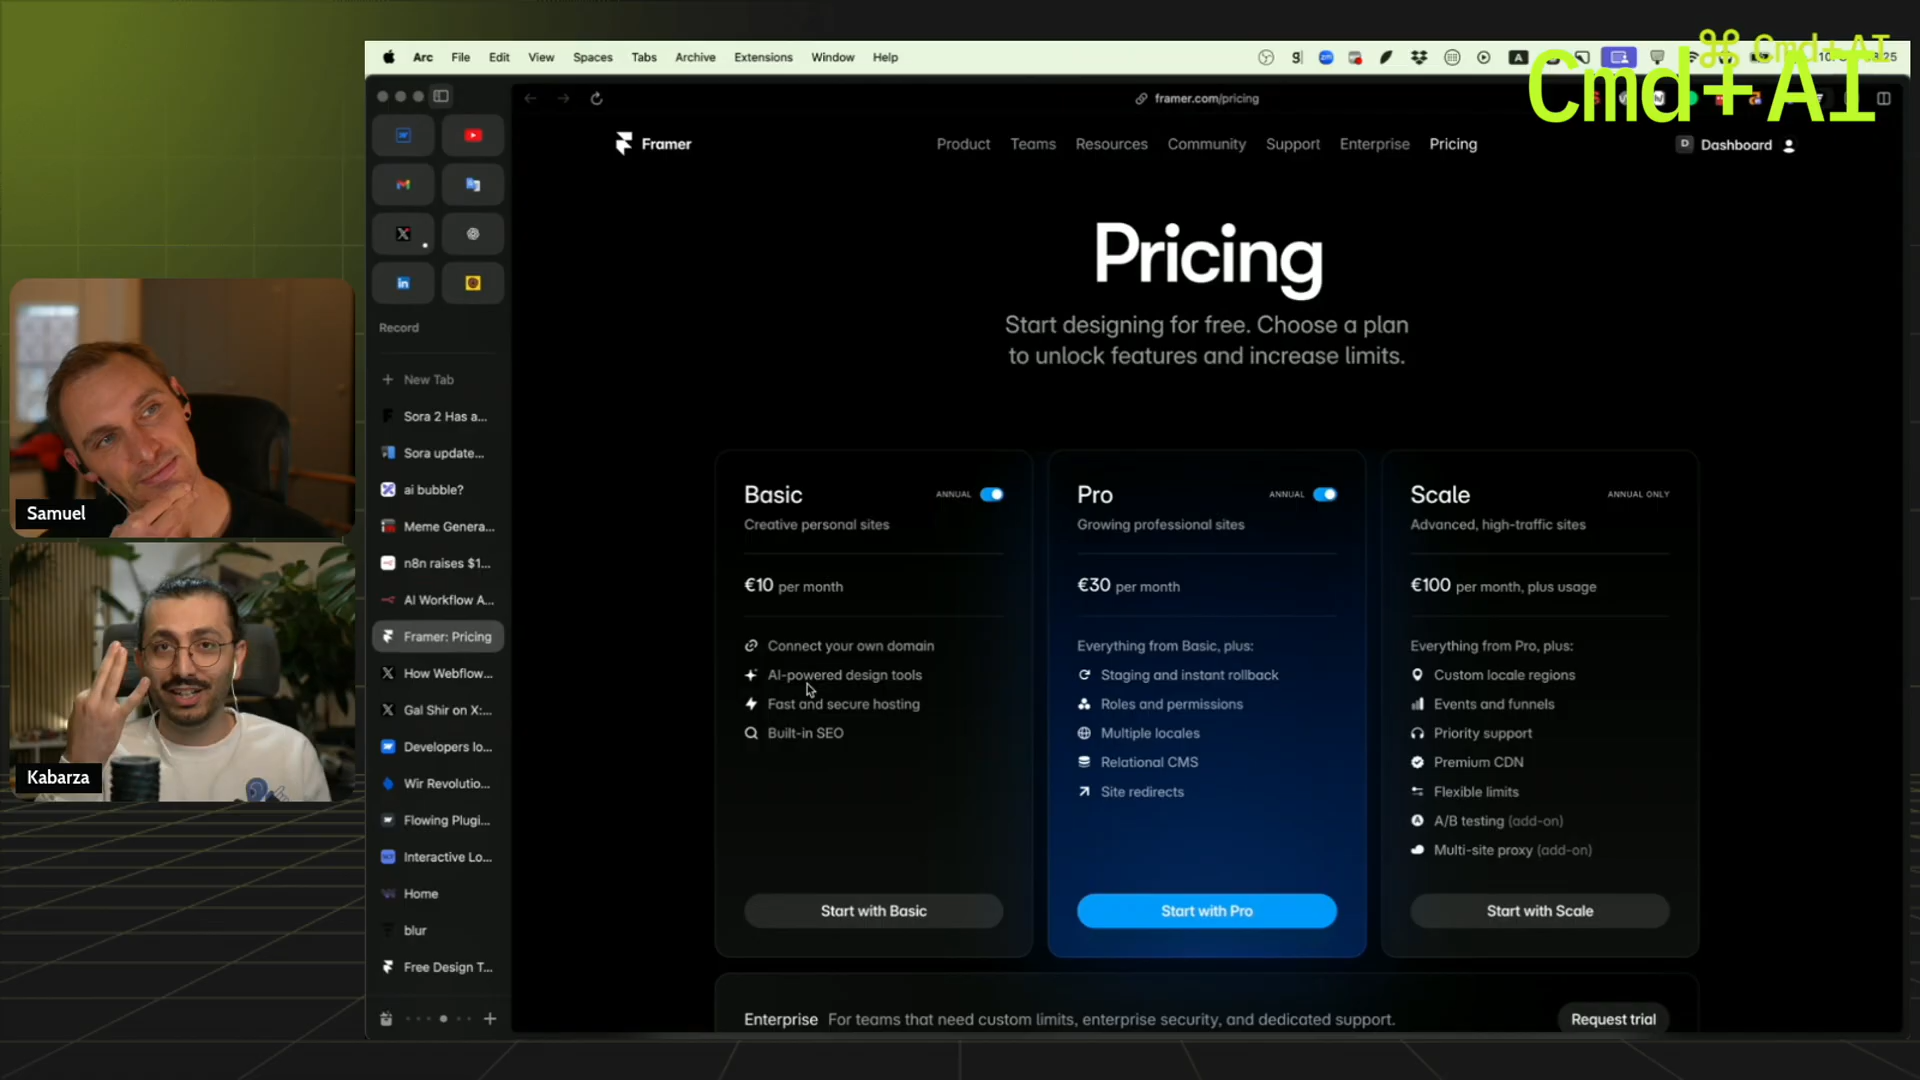 Cmd+AI
Cmd+AI
Arc File Edit View Spaces Tabs Archive Extensions Window Help
framer.com/pricing
Framer
Product Teams Resources Community Support Enterprise Pricing
Dashboard
Record
New Tab
Sora 2 Has a...
Sora update...
ai bubble?
Meme Genera...
n8n raises $1...
AI Workflow A...
Framer: Pricing
How Webflow...
Gal Shir on X:...
Developers lo...
Wir Revolutio...
Flowing Plugi...
Interactive Lo...
Home
blur
Free Design T...
Samuel
Kabarza
Pricing
Start designing for free. Choose a plan
to unlock features and increase limits.
Basic
ANNUAL
Creative personal sites
€10 per month
Connect your own domain
AI-powered design tools
Fast and secure hosting
Built-in SEO
Start with Basic
Pro
ANNUAL
Growing professional sites
€30 per month
Everything from Basic, plus:
Staging and instant rollback
Roles and permissions
Multiple locales
Relational CMS
Site redirects
Start with Pro
Scale
ANNUAL ONLY
Advanced, high-traffic sites
€100 per month, plus usage
Everything from Pro, plus:
Custom locale regions
Events and funnels
Priority support
Premium CDN
Flexible limits
A/B testing (add-on)
Multi-site proxy (add-on)
Start with Scale
Enterprise For teams that need custom limits, enterprise security, and dedicated support.
Request trial